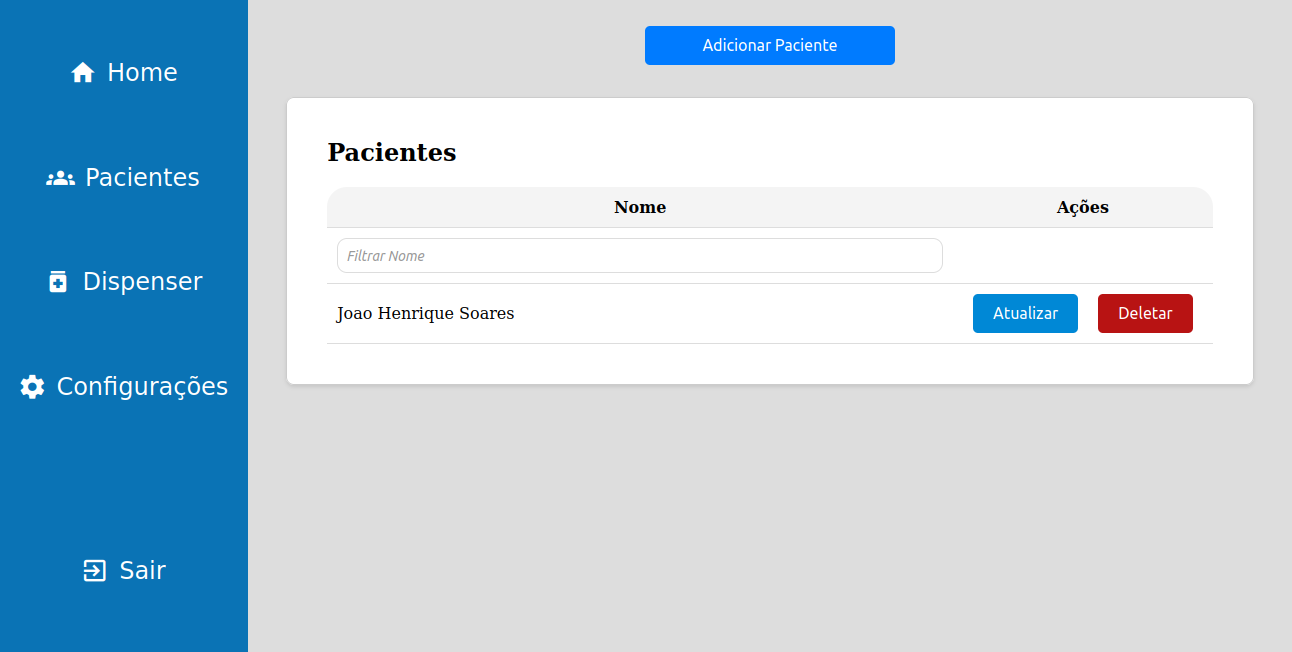 Home
Pacientes
Dispenser
Configurações
Sair
Adicionar Paciente
Pacientes
Nome Ações
Filtrar Nome
Joao Henrique Soares Atualizar Deletar